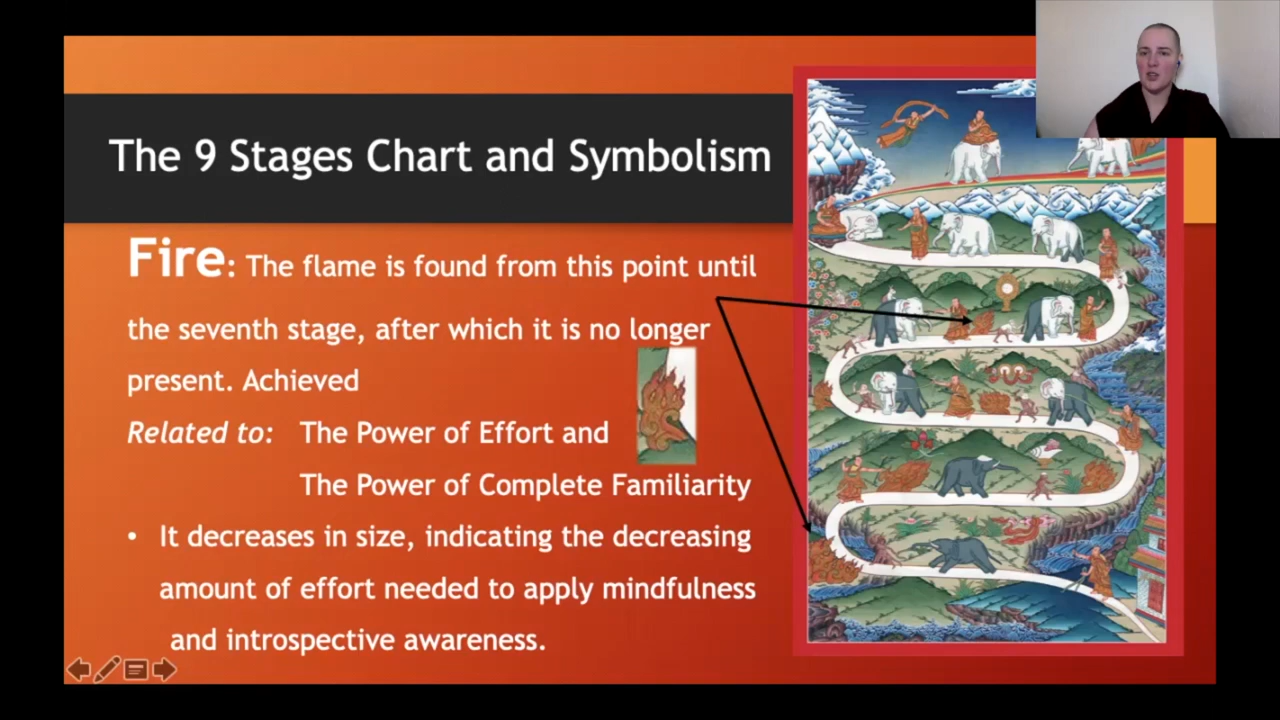 The 9 Stages Chart and Symbolism
Fire: The flame is found from this point until
the seventh stage, after which it is no longer
present. Achieved
Related to: The Power of Effort and
The Power of Complete Familiarity
• It decreases in size, indicating the decreasing
amount of effort needed to apply mindfulness
and introspective awareness.